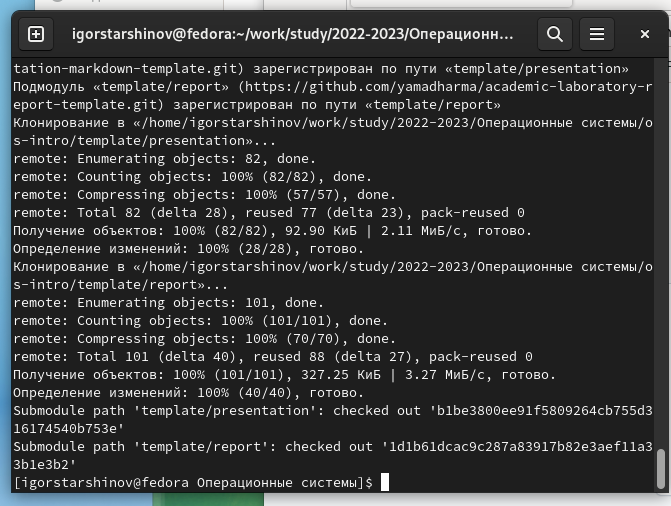 igorstarshinov@fedora:~/work/study/2022-2023/Операционн...
tation-markdown-template.git) зарегистрирован по пути «template/presentation»
Подмодуль «template/report» (https://github.com/yamadharma/academic-laboratory-r
eport-template.git) зарегистрирован по пути «template/report»
Клонирование в «/home/igorstarshinov/work/study/2022-2023/Операционные системы/o
s-intro/template/presentation»...
remote: Enumerating objects: 82, done.
remote: Counting objects: 100% (82/82), done.
remote: Compressing objects: 100% (57/57), done.
remote: Total 82 (delta 28), reused 77 (delta 23), pack-reused 0
Получение объектов: 100% (82/82), 92.90 КиБ | 2.11 МиБ/с, готово.
Определение изменений: 100% (28/28), готово.
Клонирование в «/home/igorstarshinov/work/study/2022-2023/Операционные системы/o
s-intro/template/report»...
remote: Enumerating objects: 101, done.
remote: Counting objects: 100% (101/101), done.
remote: Compressing objects: 100% (70/70), done.
remote: Total 101 (delta 40), reused 88 (delta 27), pack-reused 0
Получение объектов: 100% (101/101), 327.25 КиБ | 3.27 МиБ/с, готово.
Определение изменений: 100% (40/40), готово.
Submodule path 'template/presentation': checked out 'b1be3800ee91f5809264cb755d3
16174540b753e'
Submodule path 'template/report': checked out '1d1b61dcac9c287a83917b82e3aef11a3
3b1e3b2'
[igorstarshinov@fedora Операционные системы]$